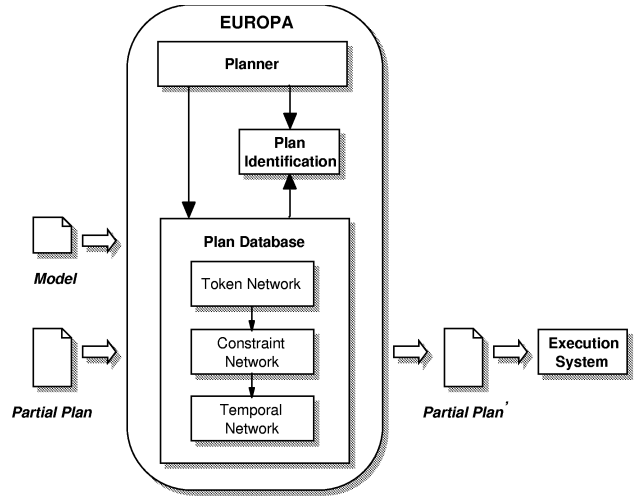 EUROPA
Planner
Plan
Identification
Plan Database
Token Network
Constraint
Network
Temporal
Network
Model
Partial Plan
Partial Plan'
Execution
System